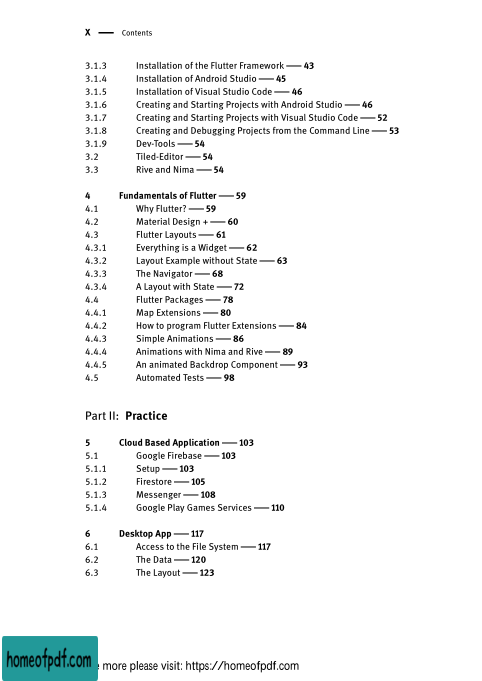 X — Contents
3.1.3 Installation of the Flutter Framework — 43
3.1.4 Installation of Android Studio — 45
3.1.5 Installation of Visual Studio Code — 46
3.1.6 Creating and Starting Projects with Android Studio — 46
3.1.7 Creating and Starting Projects with Visual Studio Code — 52
3.1.8 Creating and Debugging Projects from the Command Line — 53
3.1.9 Dev-Tools — 54
3.2 Tiled-Editor — 54
3.3 Rive and Nima — 54
4 Fundamentals of Flutter — 59
4.1 Why Flutter? — 59
4.2 Material Design + — 60
4.3 Flutter Layouts — 61
4.3.1 Everything is a Widget — 62
4.3.2 Layout Example without State — 63
4.3.3 The Navigator — 68
4.3.4 A Layout with State — 72
4.4 Flutter Packages — 78
4.4.1 Map Extensions — 80
4.4.2 How to program Flutter Extensions — 84
4.4.3 Simple Animations — 86
4.4.4 Animations with Nima and Rive — 89
4.4.5 An animated Backdrop Component — 93
4.5 Automated Tests — 98
Part II: Practice
5 Cloud Based Application — 103
5.1 Google Firebase — 103
5.1.1 Setup — 103
5.1.2 Firestore — 105
5.1.3 Messenger — 108
5.1.4 Google Play Games Services — 110
6 Desktop App — 117
6.1 Access to the File System — 117
6.2 The Data — 120
6.3 The Layout — 123
homeofpdf.com
more please visit: https://homeofpdf.com